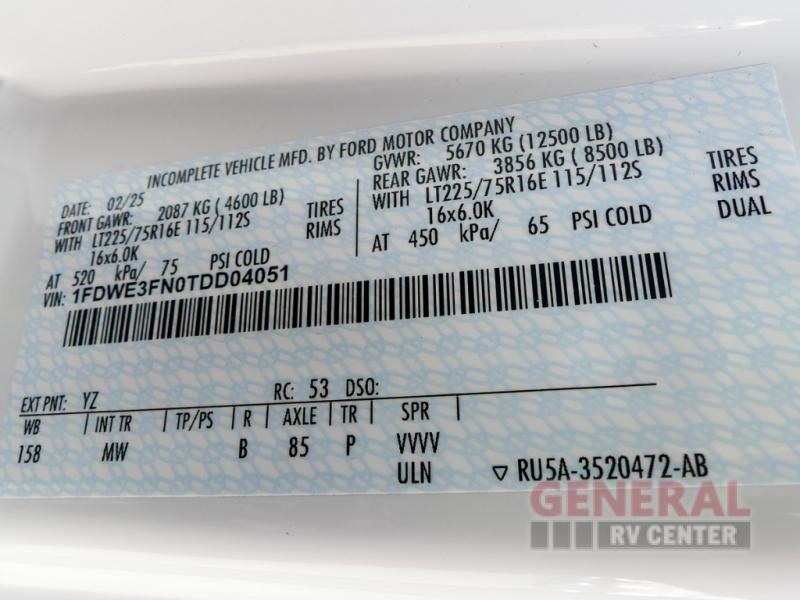 INCOMPLETE VEHICLE MFD. BY FORD MOTOR COMPANY
DATE: 02/25 GVWR: 5670 KG (12500 LB)
FRONT GAWR: 2087 KG ( 4600 LB) REAR GAWR: 3856 KG ( 8500 LB)
WITH LT225/75R16E 115/112S TIRES WITH LT225/75R16E 115/112S TIRES
16x6.0K RIMS 16x6.0K RIMS
AT 520 kPa/ 75 PSI COLD AT 450 kPa/ 65 PSI COLD DUAL
VIN: 1FDWE3FN0TDD04051
EXT PNT: YZ RC: 53 DSO:
WB INT TR TP/PS R AXLE TR SPR
158 MW B 85 P VVVV
ULN ▽ RU5A-3520472-AB
GENERAL
RV CENTER